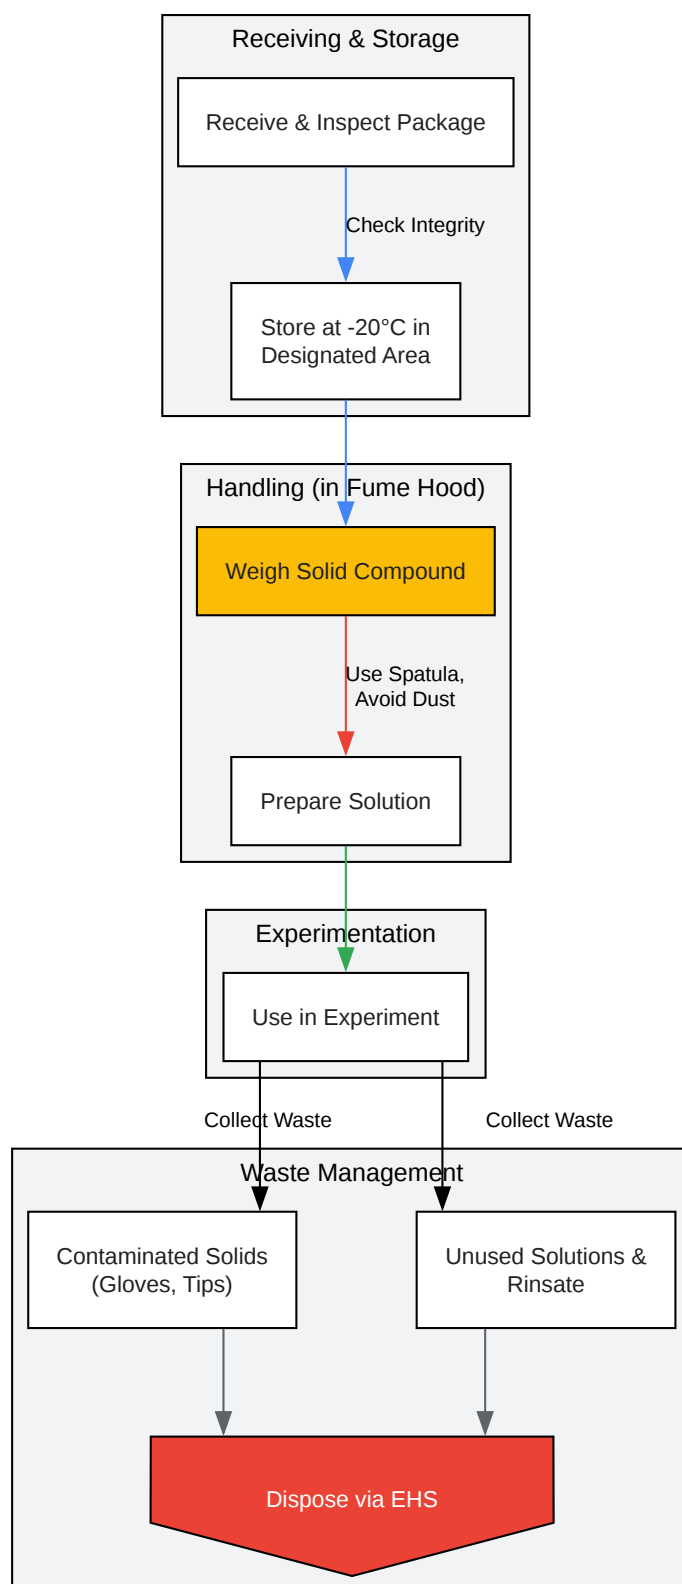 Receiving & Storage
Receive & Inspect Package
Check Integrity
Store at -20°C in
Designated Area
Handling (in Fume Hood)
Weigh Solid Compound
Use Spatula,
Avoid Dust
Prepare Solution
Experimentation
Use in Experiment
Collect Waste
Collect Waste
Waste Management
Contaminated Solids
(Gloves, Tips)
Unused Solutions &
Rinsate
Dispose via EHS